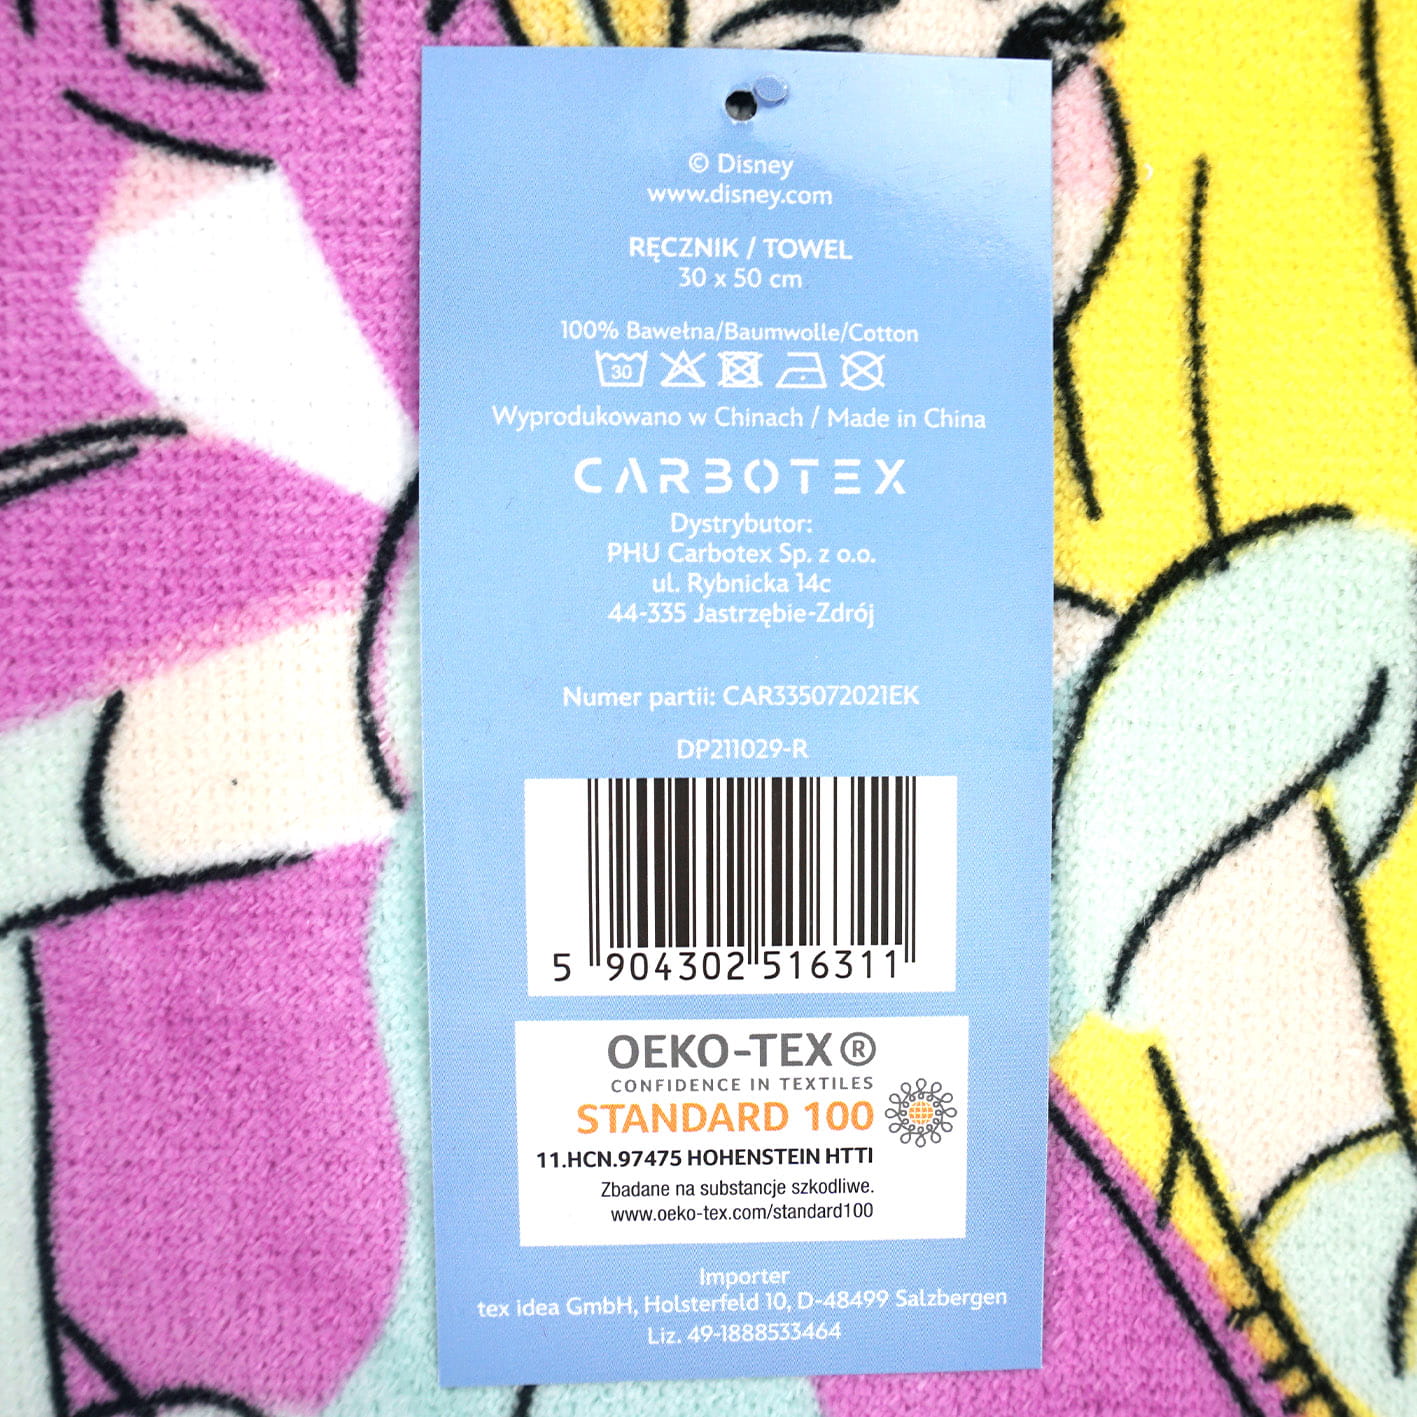 © Disney
www.disney.com
RĘCZNIK / TOWEL
30 x 50 cm
100% Bawełna/Baumwolle/Cotton
30
Wyprodukowano w Chinach / Made in China
CARBOTEX
Dystrybutor:
PHU Carbotex Sp. z o.o.
ul. Rybnicka 14c
44-335 Jastrzębie-Zdrój
Numer partii: CAR335072021EK
DP211029-R
5 904302 516311
OEKO-TEX®
CONFIDENCE IN TEXTILES
STANDARD 100
11.HCN.97475 HOHENSTEIN HTTI
Zbadane na substancje szkodliwe.
www.oeko-tex.com/standard100
Importer
tex idea GmbH, Holsterfeld 10, D-48499 Salzbergen
Liz. 49-1888533464